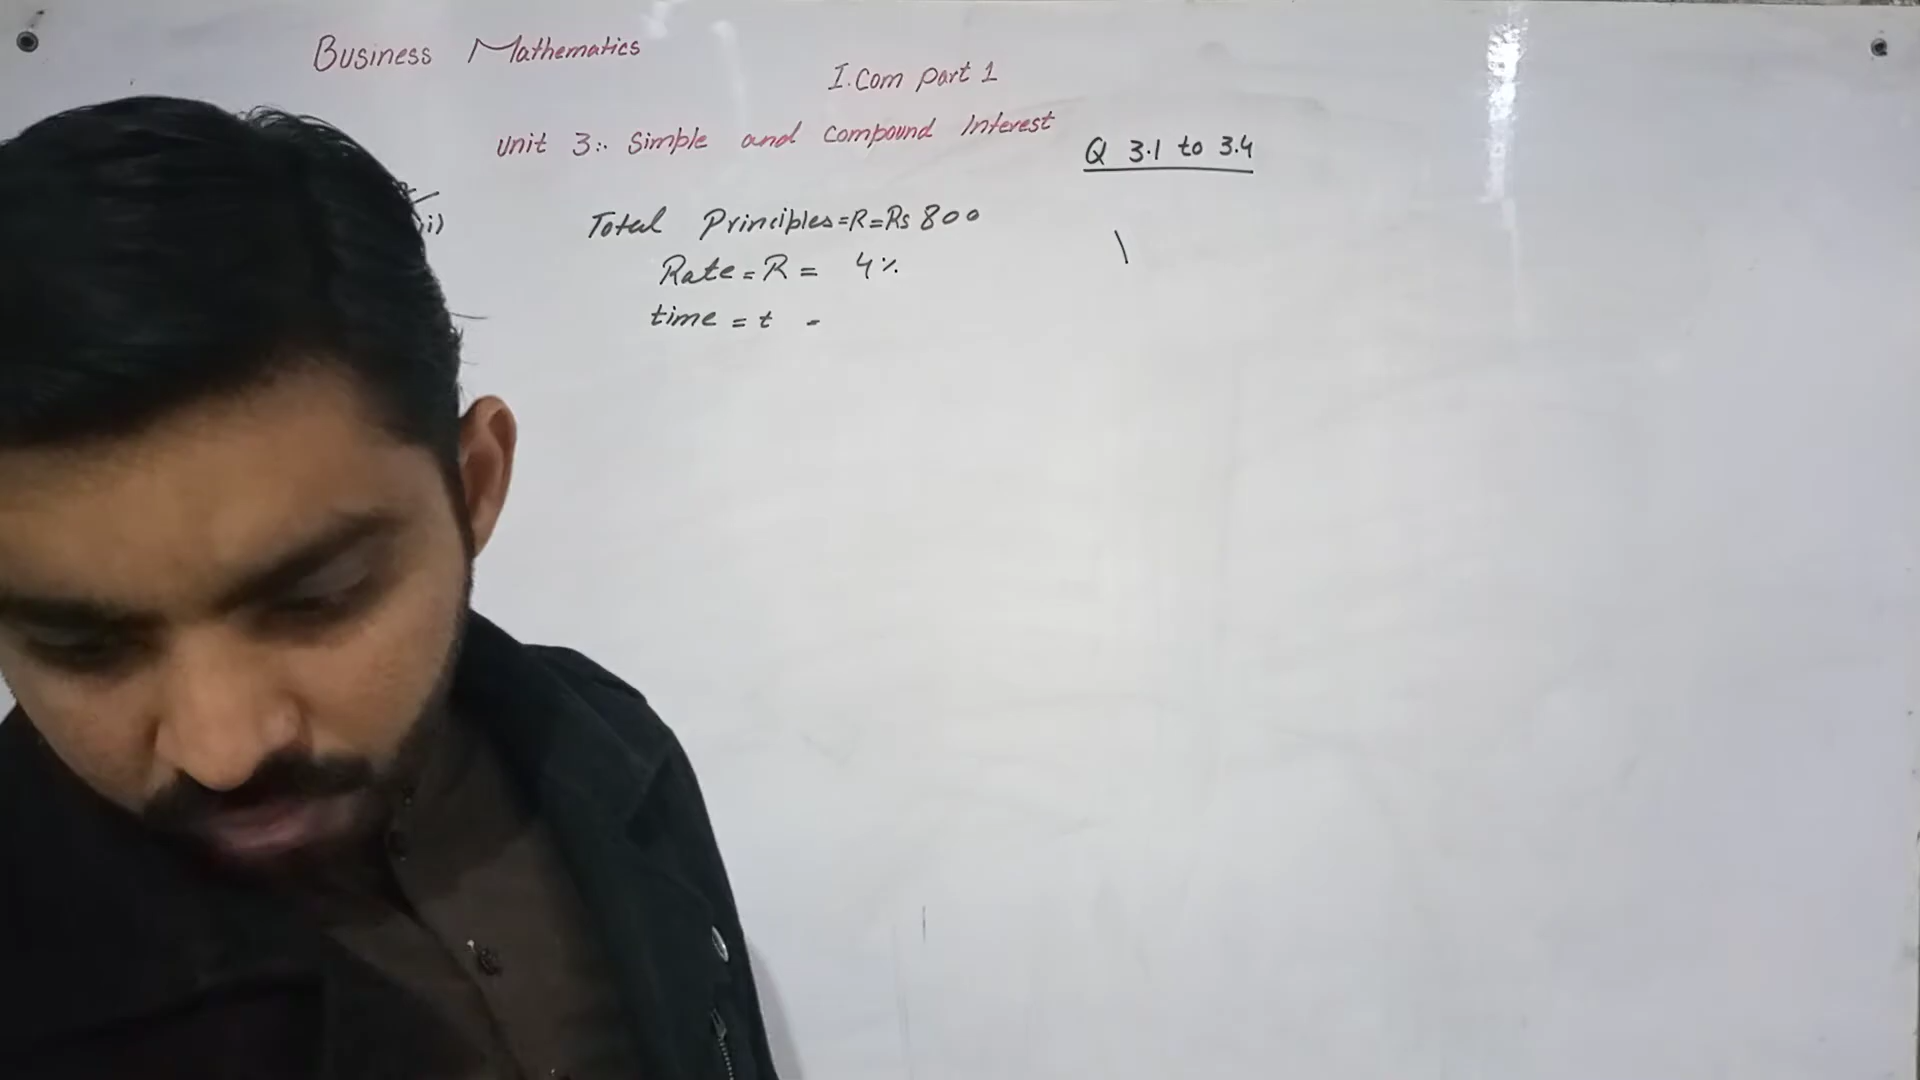 Business Mathematics
I.Com part 1
Unit 3:. Simple and Compound Interest
Q 3.1 to 3.4
ii) Total Principles=R=Rs 800
Rate=R= 4%
time = t -